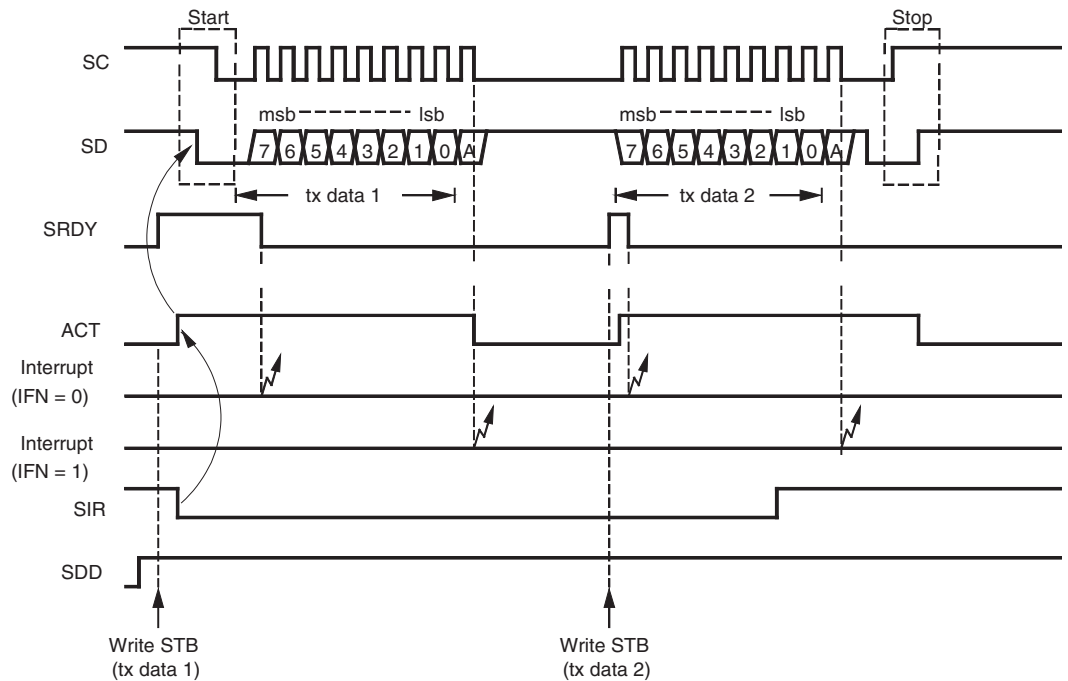 Start
Stop
SC
msb lsb
msb lsb
SD
7 6 5 4 3 2 1 0 A
7 6 5 4 3 2 1 0 A
tx data 1
tx data 2
SRDY
ACT
Interrupt
(IFN = 0)
Interrupt
(IFN = 1)
SIR
SDD
Write STB
(tx data 1)
Write STB
(tx data 2)